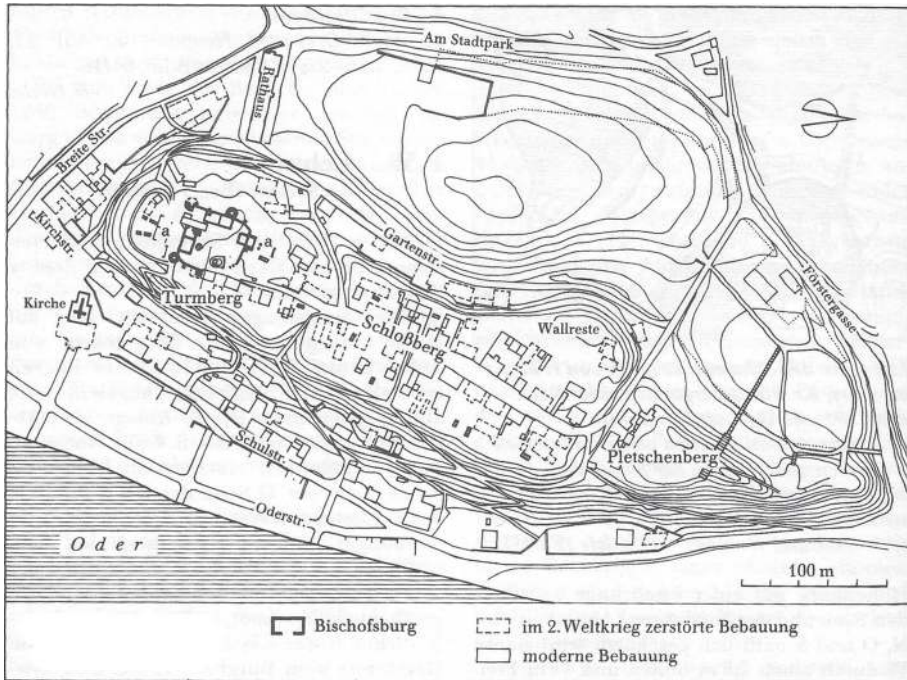 Am Stadtpark
Rathaus
Breite Str.
Kirchstr.
a
a
Gartenstr.
Förstergasse
Turmberg
Kirche
Schloßberg
Wallreste
Pletschenberg
Schulstr.
Oderstr.
Oder
100 m
Bischofsburg
im 2. Weltkrieg zerstörte Bebauung
moderne Bebauung